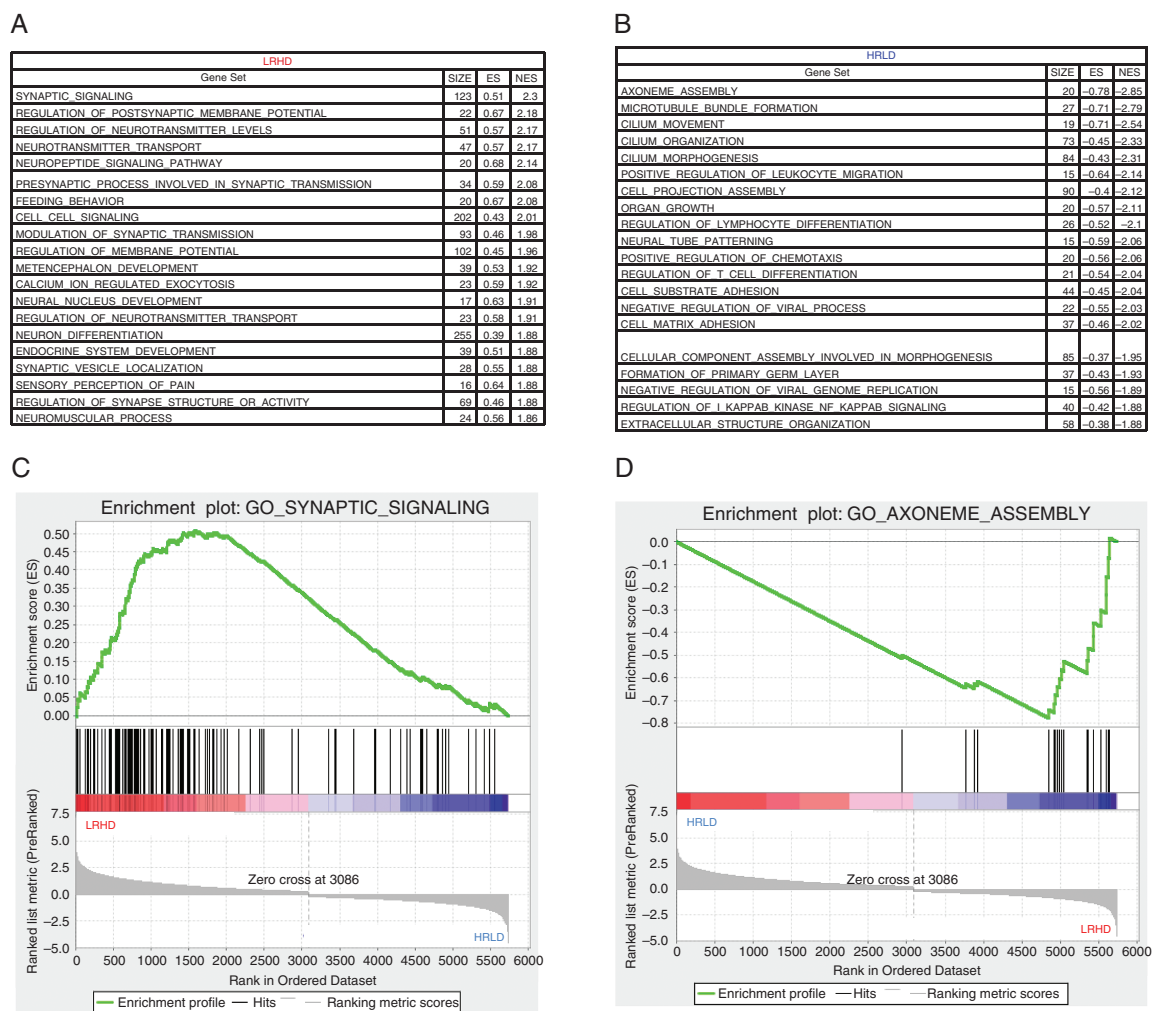 A
LRHD
Gene Set SIZE ES NES
SYNAPTIC_SIGNALING 123 0.51 2.3
REGULATION_OF_POSTSYNAPTIC_MEMBRANE_POTENTIAL 22 0.67 2.18
REGULATION_OF_NEUROTRANSMITTER_LEVELS 51 0.57 2.17
NEUROTRANSMITTER_TRANSPORT 47 0.57 2.17
NEUROPEPTIDE_SIGNALING_PATHWAY 20 0.68 2.14
PRESYNAPTIC_PROCESS_INVOLVED_IN_SYNAPTIC_TRANSMISSION 34 0.59 2.08
FEEDING_BEHAVIOR 20 0.67 2.08
CELL_CELL_SIGNALING 202 0.43 2.01
MODULATION_OF_SYNAPTIC_TRANSMISSION 93 0.46 1.98
REGULATION_OF_MEMBRANE_POTENTIAL 102 0.45 1.96
METENCEPHALON_DEVELOPMENT 39 0.53 1.92
CALCIUM_ION_REGULATED_EXOCYTOSIS 23 0.59 1.92
NEURAL_NUCLEUS_DEVELOPMENT 17 0.63 1.91
REGULATION_OF_NEUROTRANSMITTER_TRANSPORT 23 0.58 1.91
NEURON_DIFFERENTIATION 255 0.39 1.88
ENDOCRINE_SYSTEM_DEVELOPMENT 39 0.51 1.88
SYNAPTIC_VESICLE_LOCALIZATION 28 0.55 1.88
SENSORY_PERCEPTION_OF_PAIN 16 0.64 1.88
REGULATION_OF_SYNAPSE_STRUCTURE_OR_ACTIVITY 69 0.46 1.88
NEUROMUSCULAR_PROCESS 24 0.56 1.86
B
HRLD
Gene Set SIZE ES NES
AXONEME_ASSEMBLY 20 −0.78 −2.85
MICROTUBULE_BUNDLE_FORMATION 27 −0.71 −2.79
CILIUM_MOVEMENT 19 −0.71 −2.54
CILIUM_ORGANIZATION 73 −0.45 −2.33
CILIUM_MORPHOGENESIS 84 −0.43 −2.31
POSITIVE_REGULATION_OF_LEUKOCYTE_MIGRATION 15 −0.64 −2.14
CELL_PROJECTION_ASSEMBLY 90 −0.4 −2.12
ORGAN_GROWTH 20 −0.57 −2.11
REGULATION_OF_LYMPHOCYTE_DIFFERENTIATION 26 −0.52 −2.1
NEURAL_TUBE_PATTERNING 15 −0.59 −2.06
POSITIVE_REGULATION_OF_CHEMOTAXIS 20 −0.56 −2.06
REGULATION_OF_T_CELL_DIFFERENTIATION 21 −0.54 −2.04
CELL_SUBSTRATE_ADHESION 44 −0.45 −2.04
NEGATIVE_REGULATION_OF_VIRAL_PROCESS 22 −0.55 −2.03
CELL_MATRIX_ADHESION 37 −0.46 −2.02
CELLULAR_COMPONENT_ASSEMBLY_INVOLVED_IN_MORPHOGENESIS 85 −0.37 −1.95
FORMATION_OF_PRIMARY_GERM_LAYER 37 −0.43 −1.93
NEGATIVE_REGULATION_OF_VIRAL_GENOME_REPLICATION 15 −0.56 −1.89
REGULATION_OF_I_KAPPAB_KINASE_NF_KAPPAB_SIGNALING 40 −0.42 −1.88
EXTRACELLULAR_STRUCTURE_ORGANIZATION 58 −0.38 −1.88
C
Enrichment plot: GO_SYNAPTIC_SIGNALING
Enrichment score (ES)
0.50
0.45
0.40
0.35
0.30
0.25
0.20
0.15
0.10
0.05
0.00
Ranked list metric (PreRanked)
7.5
5.0
2.5
0.0
−2.5
−5.0
LRHD
Zero cross at 3086
HRLD
0 500 1000 1500 2000 2500 3000 3500 4000 4500 5000 5500 6000
Rank in Ordered Dataset
Enrichment profile Hits Ranking metric scores
D
Enrichment plot: GO_AXONEME_ASSEMBLY
Enrichment score (ES)
0.0
−0.1
−0.2
−0.3
−0.4
−0.5
−0.6
−0.7
−0.8
Ranked list metric (PreRanked)
7.5
5.0
2.5
0.0
−2.5
−5.0
HRLD
Zero cross at 3086
LRHD
0 500 1000 1500 2000 2500 3000 3500 4000 4500 5000 5500 6000
Rank in Ordered Dataset
Enrichment profile Hits Ranking metric scores